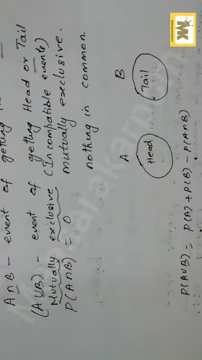 A∩B - event of getting
(A∪B) - event of getting Head or Tail
Mutually exclusive (Incompatible events)
P(A∩B) = 0 mutually exclusive.
nothing in common.
A B
Head Tail
P(A∪B) = P(A) + P(B) - P(A∩B)